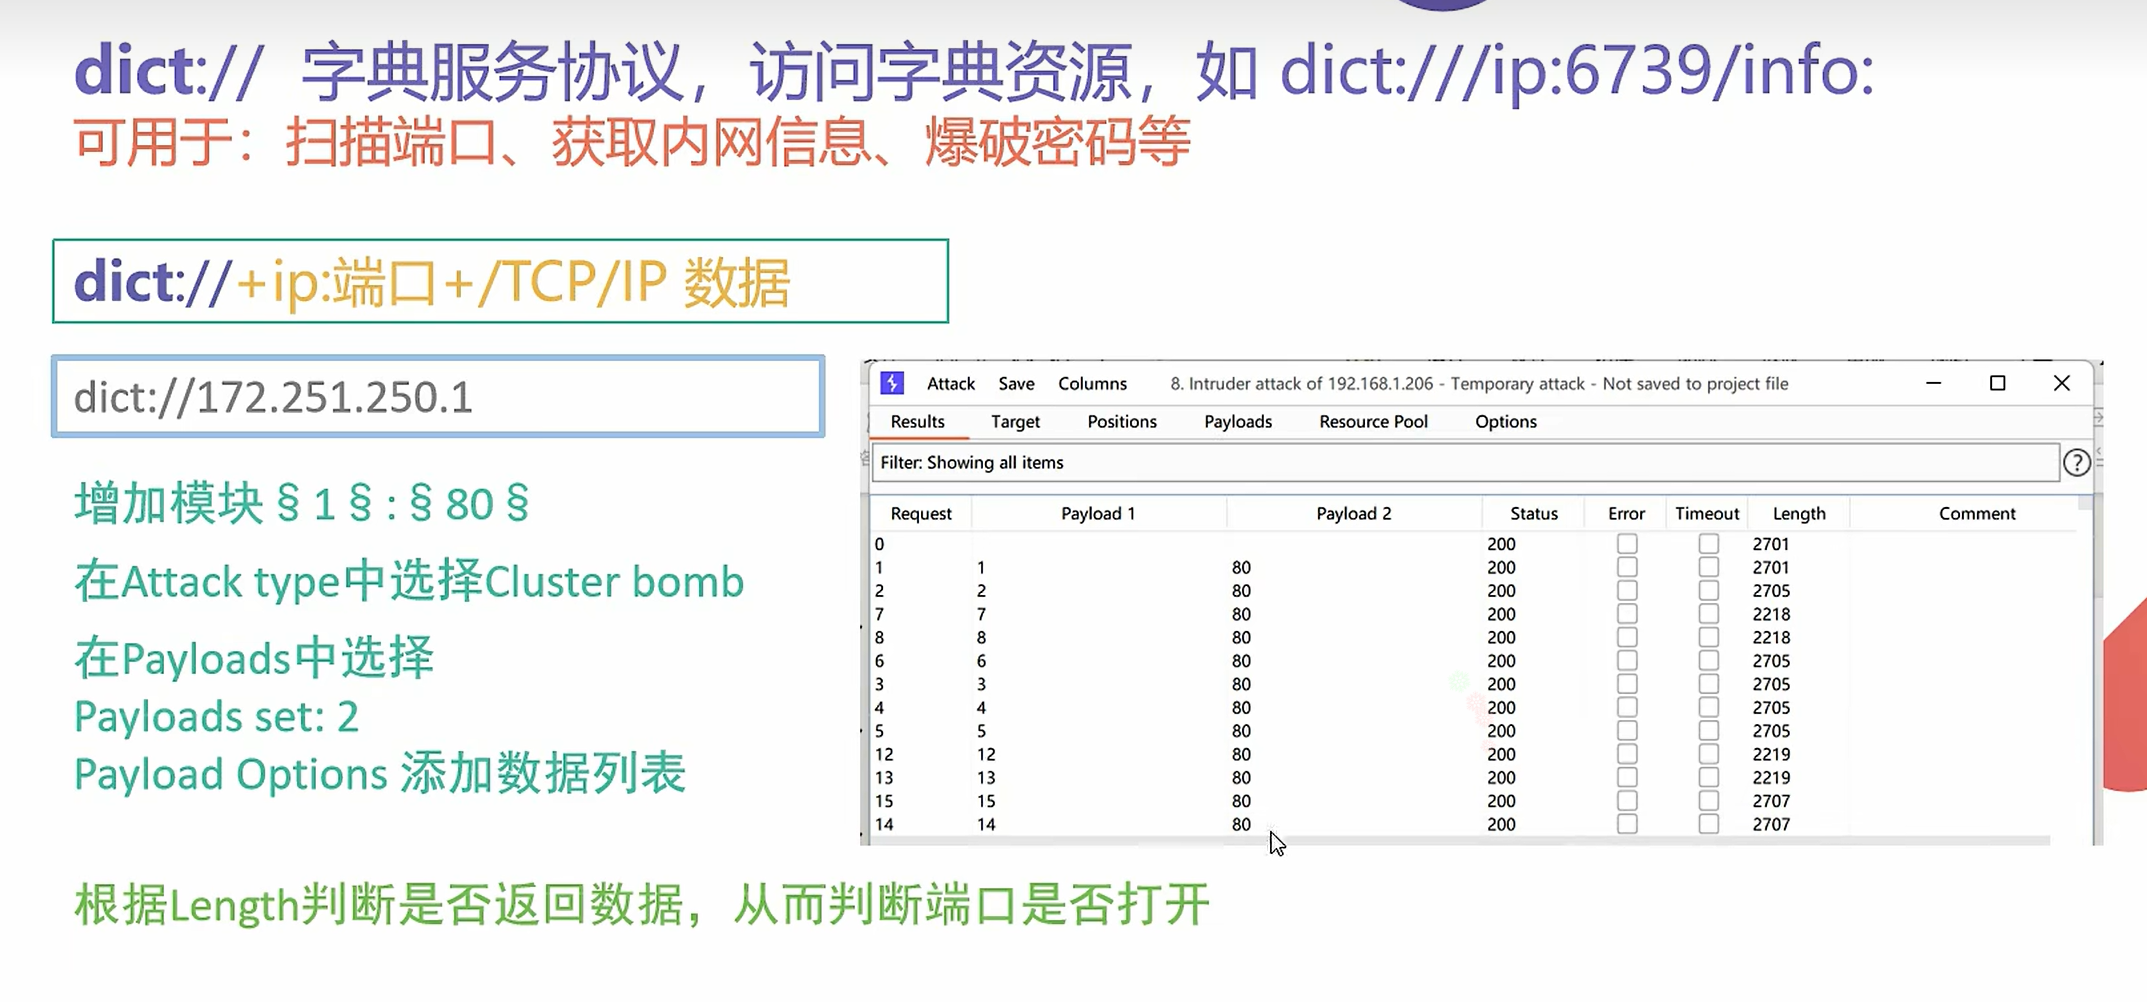 dict:// 字典服务协议，访问字典资源，如 dict:///ip:6739/info:
可用于：扫描端口、获取内网信息、爆破密码等
dict://+ip:端口+/TCP/IP 数据
dict://172.251.250.1
增加模块§1§:§80§
在Attack type中选择Cluster bomb
在Payloads中选择
Payloads set: 2
Payload Options 添加数据列表
Attack Save Columns 8. Intruder attack of 192.168.1.206 - Temporary attack - Not saved to project file
Results Target Positions Payloads Resource Pool Options
Filter: Showing all items
?
Request Payload 1 Payload 2 Status Error Timeout Length Comment
0 200 2701
1 1 80 200 2701
2 2 80 200 2705
7 7 80 200 2218
8 8 80 200 2218
6 6 80 200 2705
3 3 80 200 2705
4 4 80 200 2705
5 5 80 200 2705
12 12 80 200 2219
13 13 80 200 2219
15 15 80 200 2707
14 14 80 200 2707
根据Length判断是否返回数据，从而判断端口是否打开